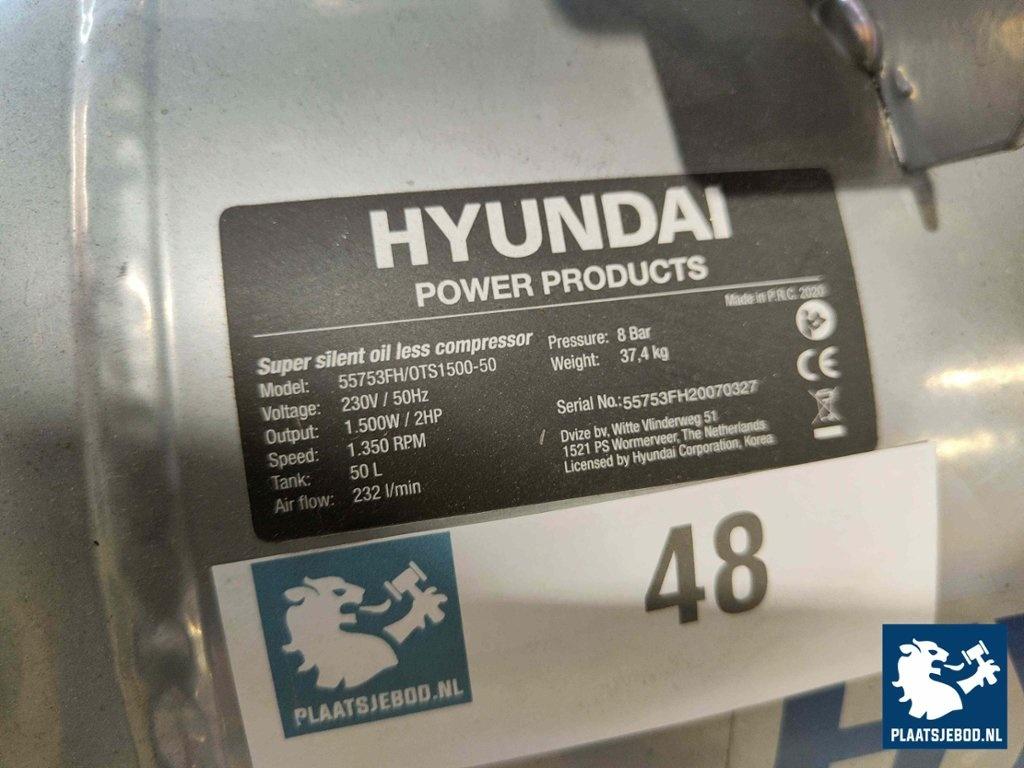 HYUNDAI
POWER PRODUCTS
Made in P.R.C. 2020
Super silent oil less compressor
Model: 55753FH/OTS1500-50
Voltage: 230V / 50Hz
Output: 1.500W / 2HP
Speed: 1.350 RPM
Tank: 50 L
Air flow: 232 l/min
Pressure: 8 Bar
Weight: 37,4 kg
Serial No.:55753FH20070327
Dvize bv, Witte Vlinderweg 51
1521 PS Wormerveer, The Netherlands
Licensed by Hyundai Corporation, Korea
CE
48
PLAATSJEBOD.NL
PLAATSJEBOD.NL